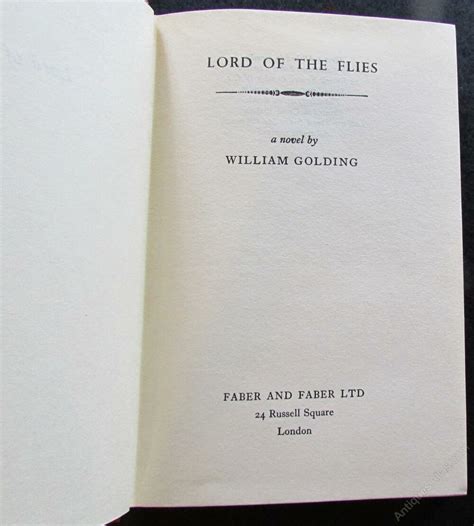 LORD OF THE FLIES
a novel by
WILLIAM GOLDING
FABER AND FABER LTD
24 Russell Square
London